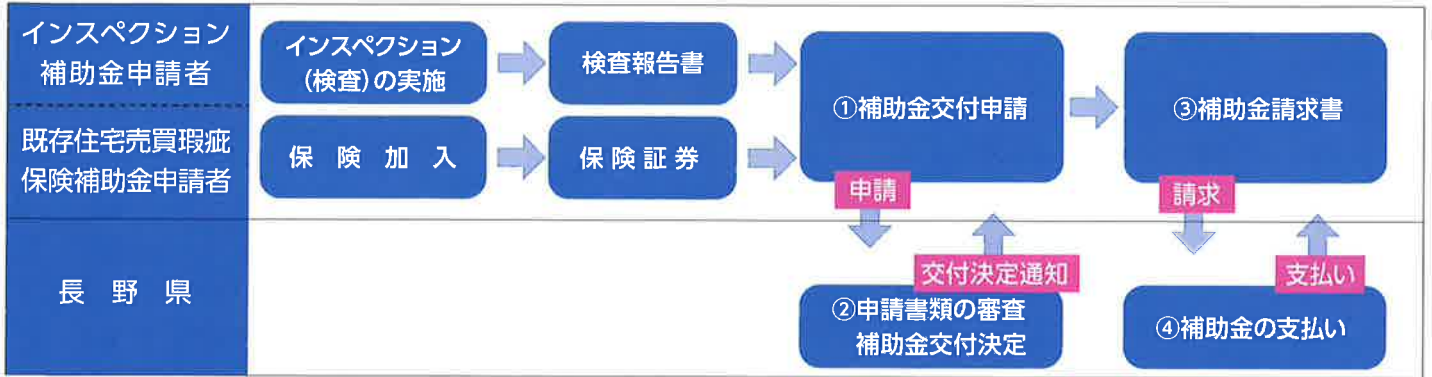 インスペクション
補助金申請者
インスペクション
(検査)の実施
検査報告書
①補助金交付申請
③補助金請求書
既存住宅売買瑕疵
保険補助金申請者
保険加入
保険証券
申請
請求
長野県
交付決定通知
支払い
②申請書類の審査
補助金交付決定
④補助金の支払い